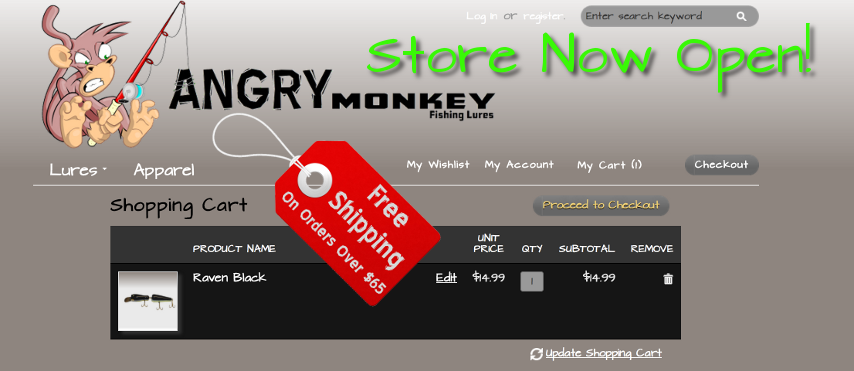 Log in or register
Enter search keyword
Store Now Open!
ANGRY MONKEY
Fishing Lures
Lures
Apparel
My Wishlist
My Account
My Cart (1)
Checkout
Shopping Cart
Proceed to Checkout
Free
Shipping
On Orders Over $65
PRODUCT NAME
UNIT
PRICE
QTY
SUBTOTAL
REMOVE
Raven Black
Edit
$14.99
1
$14.99
Update Shopping Cart